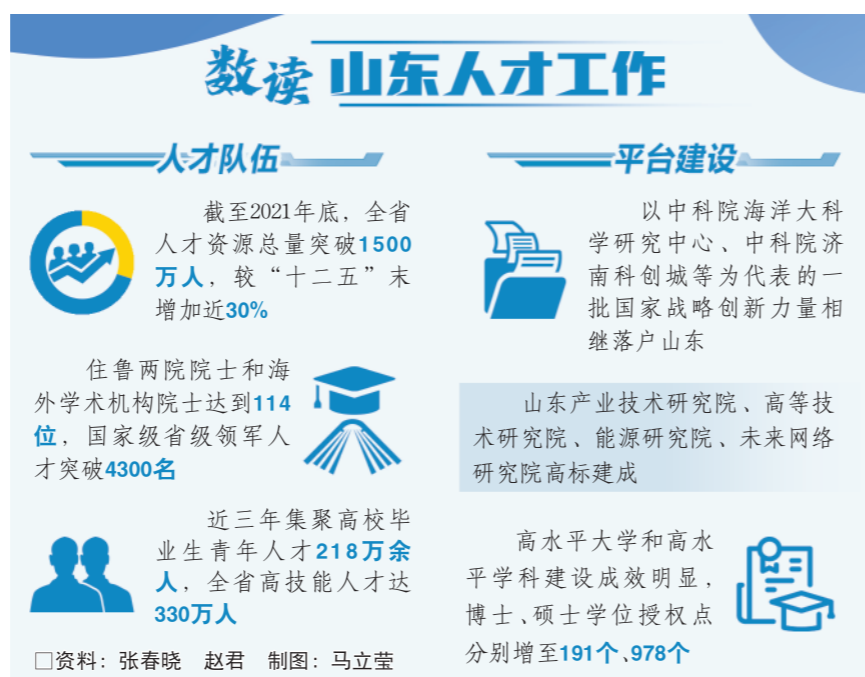 数读 山东人才工作
人才队伍
截至2021年底，全省
人才资源总量突破1500
万人，较“十二五”末
增加近30%
住鲁两院院士和海
外学术机构院士达到114
位，国家级省级领军人
才突破4300名
近三年集聚高校毕
业生青年人才218万余
人，全省高技能人才达
330万人
□资料：张春晓 赵君 制图：马立莹
平台建设
以中科院海洋大科
学研究中心、中科院济
南科创城等为代表的一
批国家战略创新力量相
继落户山东
山东产业技术研究院、高等技
术研究院、能源研究院、未来网络
研究院高标建成
高水平大学和高水
平学科建设成效明显，
博士、硕士学位授权点
分别增至191个、978个